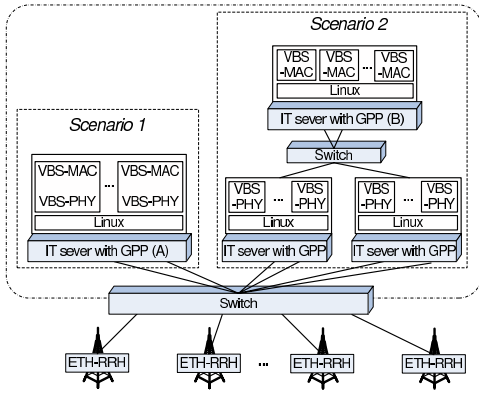 Scenario 2
VBS -MAC VBS -MAC ... VBS -MAC
Linux
IT sever with GPP (B)
Switch
Scenario 1
VBS-MAC ... VBS-MAC
VBS-PHY VBS-PHY
Linux
IT sever with GPP (A)
VBS -PHY ... VBS -PHY
Linux
IT sever with GPP
VBS -PHY ... VBS -PHY
Linux
IT sever with GPP
Switch
ETH-RRH ETH-RRH ... ETH-RRH ETH-RRH